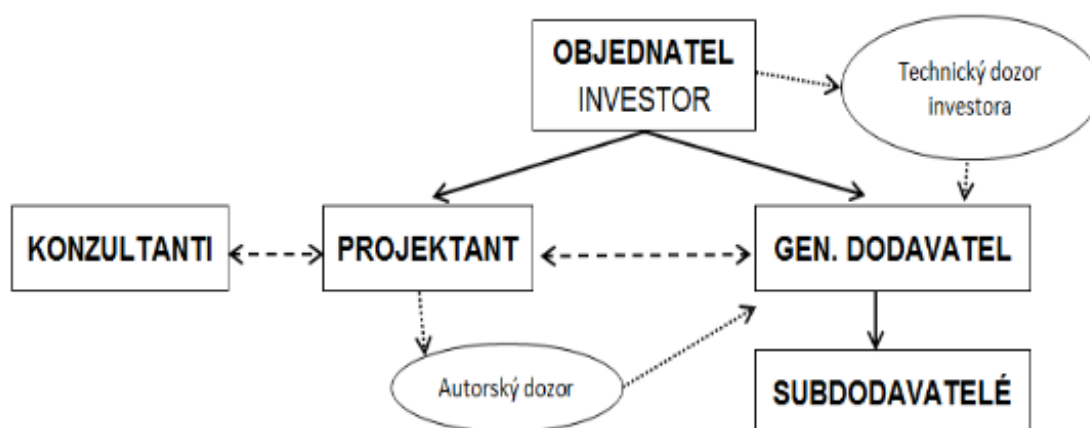 OBJEDNATEL
INVESTOR
Technický dozor
investora
KONZULTANTI
PROJEKTANT
GEN. DODAVATEL
Autorský dozor
SUBDODAVATELÉ